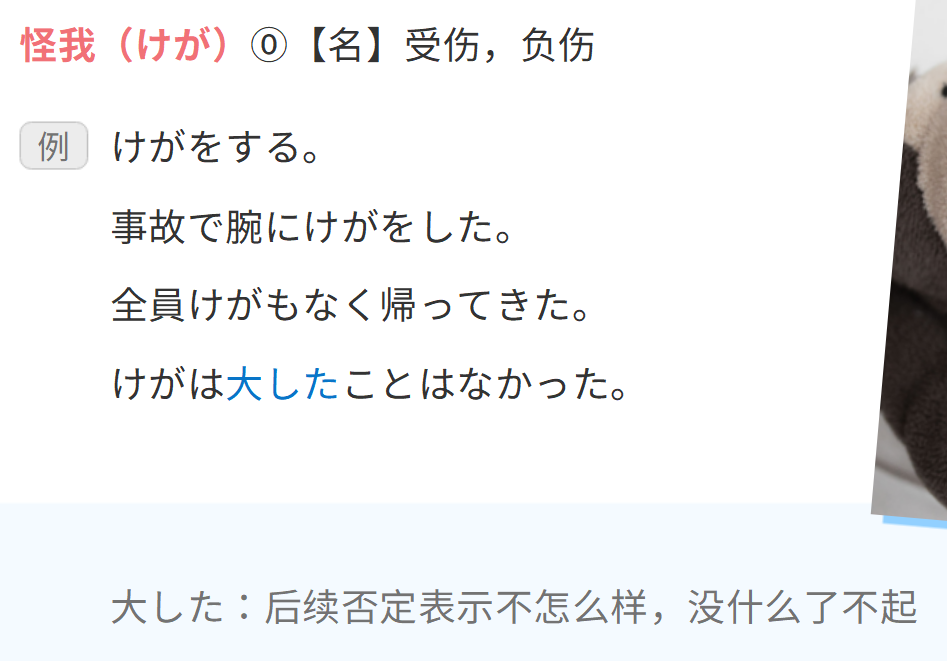 怪我（けが）⓪【名】受伤，负伤
例 けがをする。
事故で腕にけがをした。
全員けがもなく帰ってきた。
けがは大したことはなかった。
大した：后续否定表示不怎么样，没什么了不起